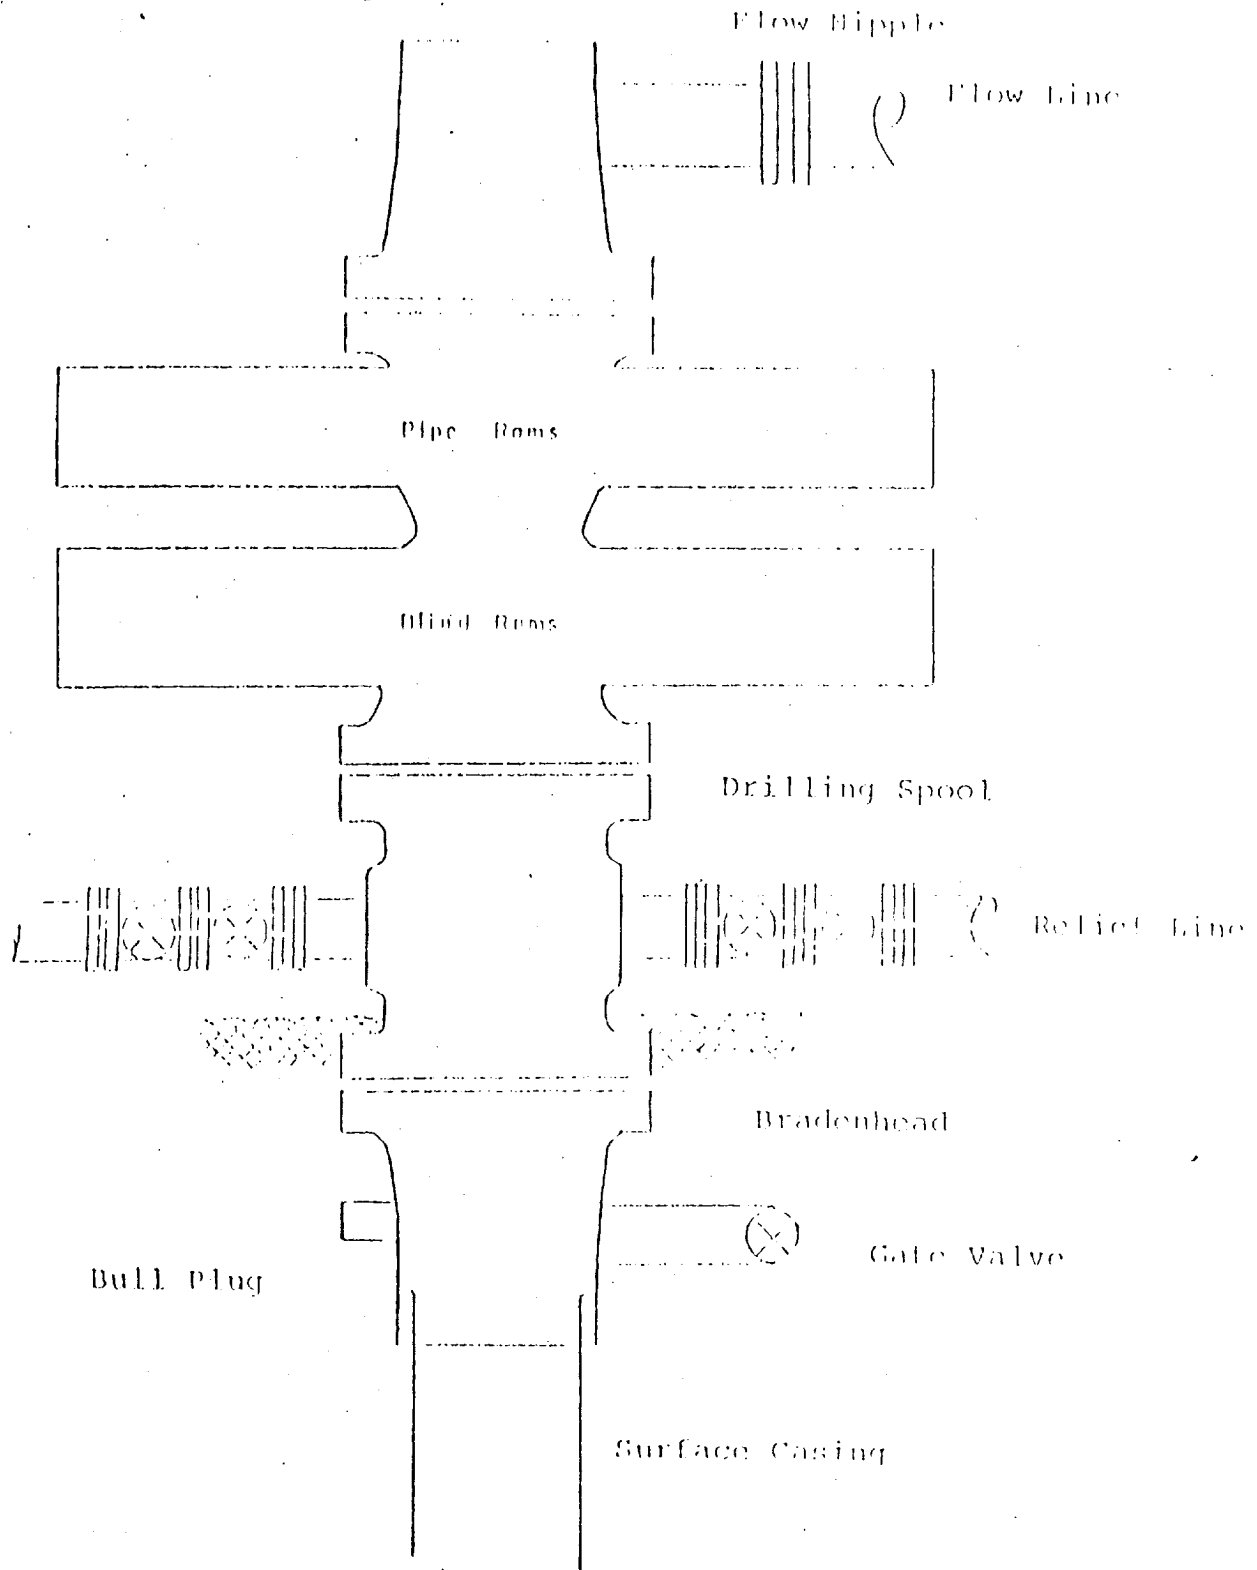 Flow Nipple
Flow Line
Pipe Rams
Blind Rams
Drilling Spool
Relief Line
Bradenhead
Gate Valve
Bull Plug
Surface Casing